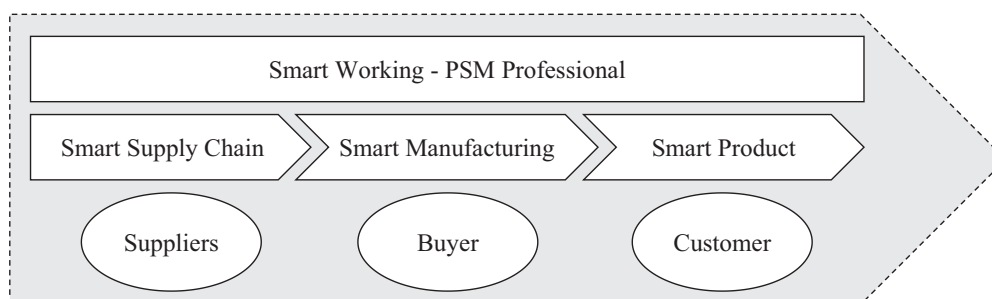 Smart Working - PSM Professional
Smart Supply Chain
Smart Manufacturing
Smart Product
Suppliers
Buyer
Customer